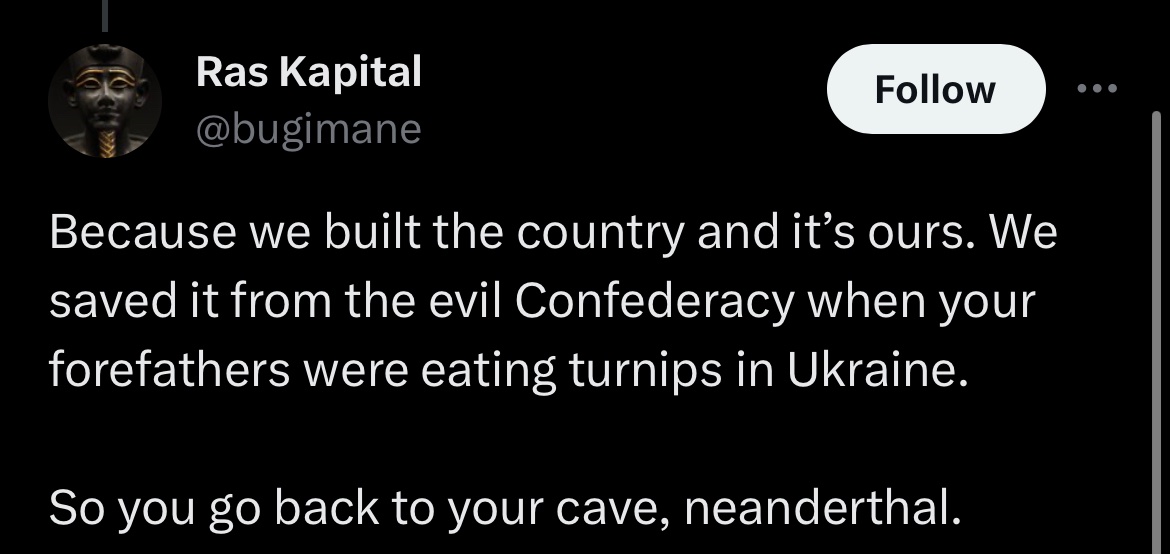 Ras Kapital
@bugimane
Follow
Because we built the country and it’s ours. We
saved it from the evil Confederacy when your
forefathers were eating turnips in Ukraine.
So you go back to your cave, neanderthal.